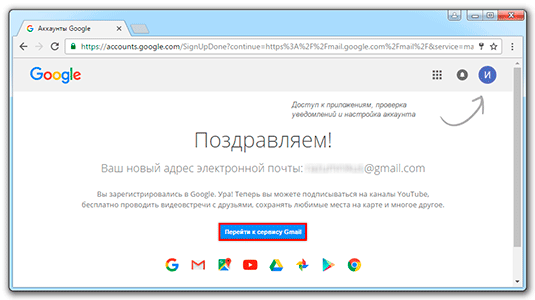 Аккаунты Google
https://accounts.google.com/SignUpDone?continue=https%3A%2F%2Fmail.google.com%2Fmail%2F&service=ma
Google
И
Доступ к приложениям, проверка
уведомлений и настройка аккаунта
Поздравляем!
Ваш новый адрес электронной почты: @gmail.com
Вы зарегистрировались в Google. Ура! Теперь вы можете подписываться на каналы YouTube,
бесплатно проводить видеовстречи с друзьями, сохранять любимые места на карте и многое другое.
Перейти к сервису Gmail